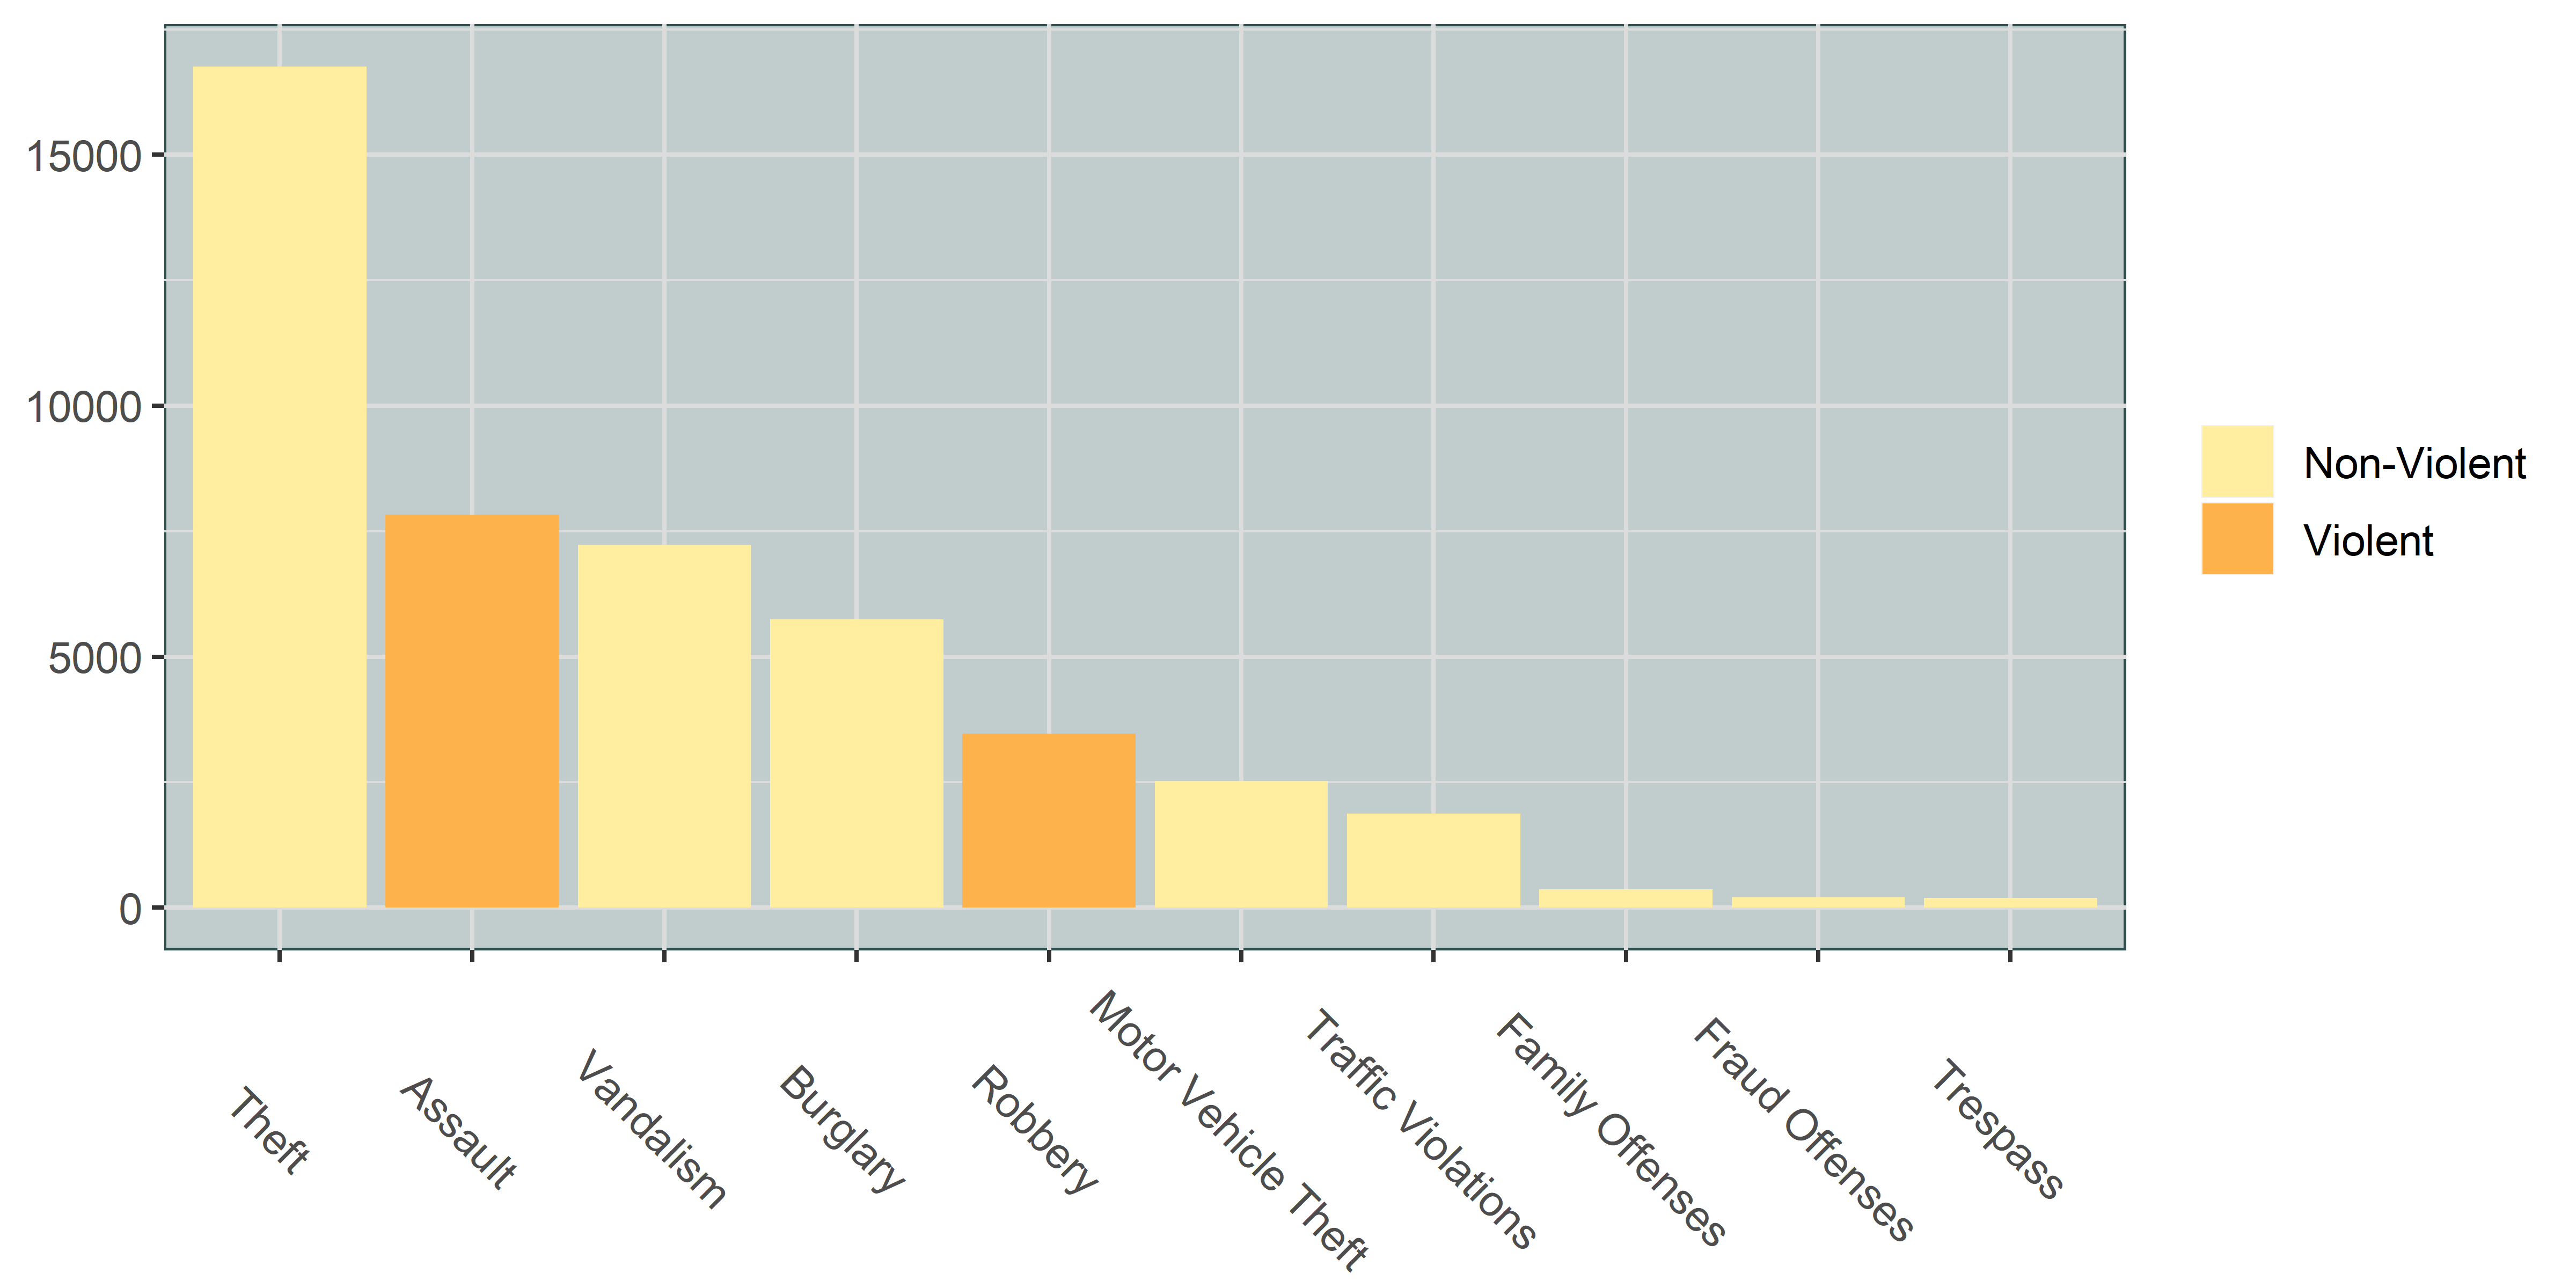 15000
10000
5000
0
Theft
Assault
Vandalism
Burglary
Robbery
Motor Vehicle Theft
Traffic Violations
Family Offenses
Fraud Offenses
Trespass
Non-Violent
Violent